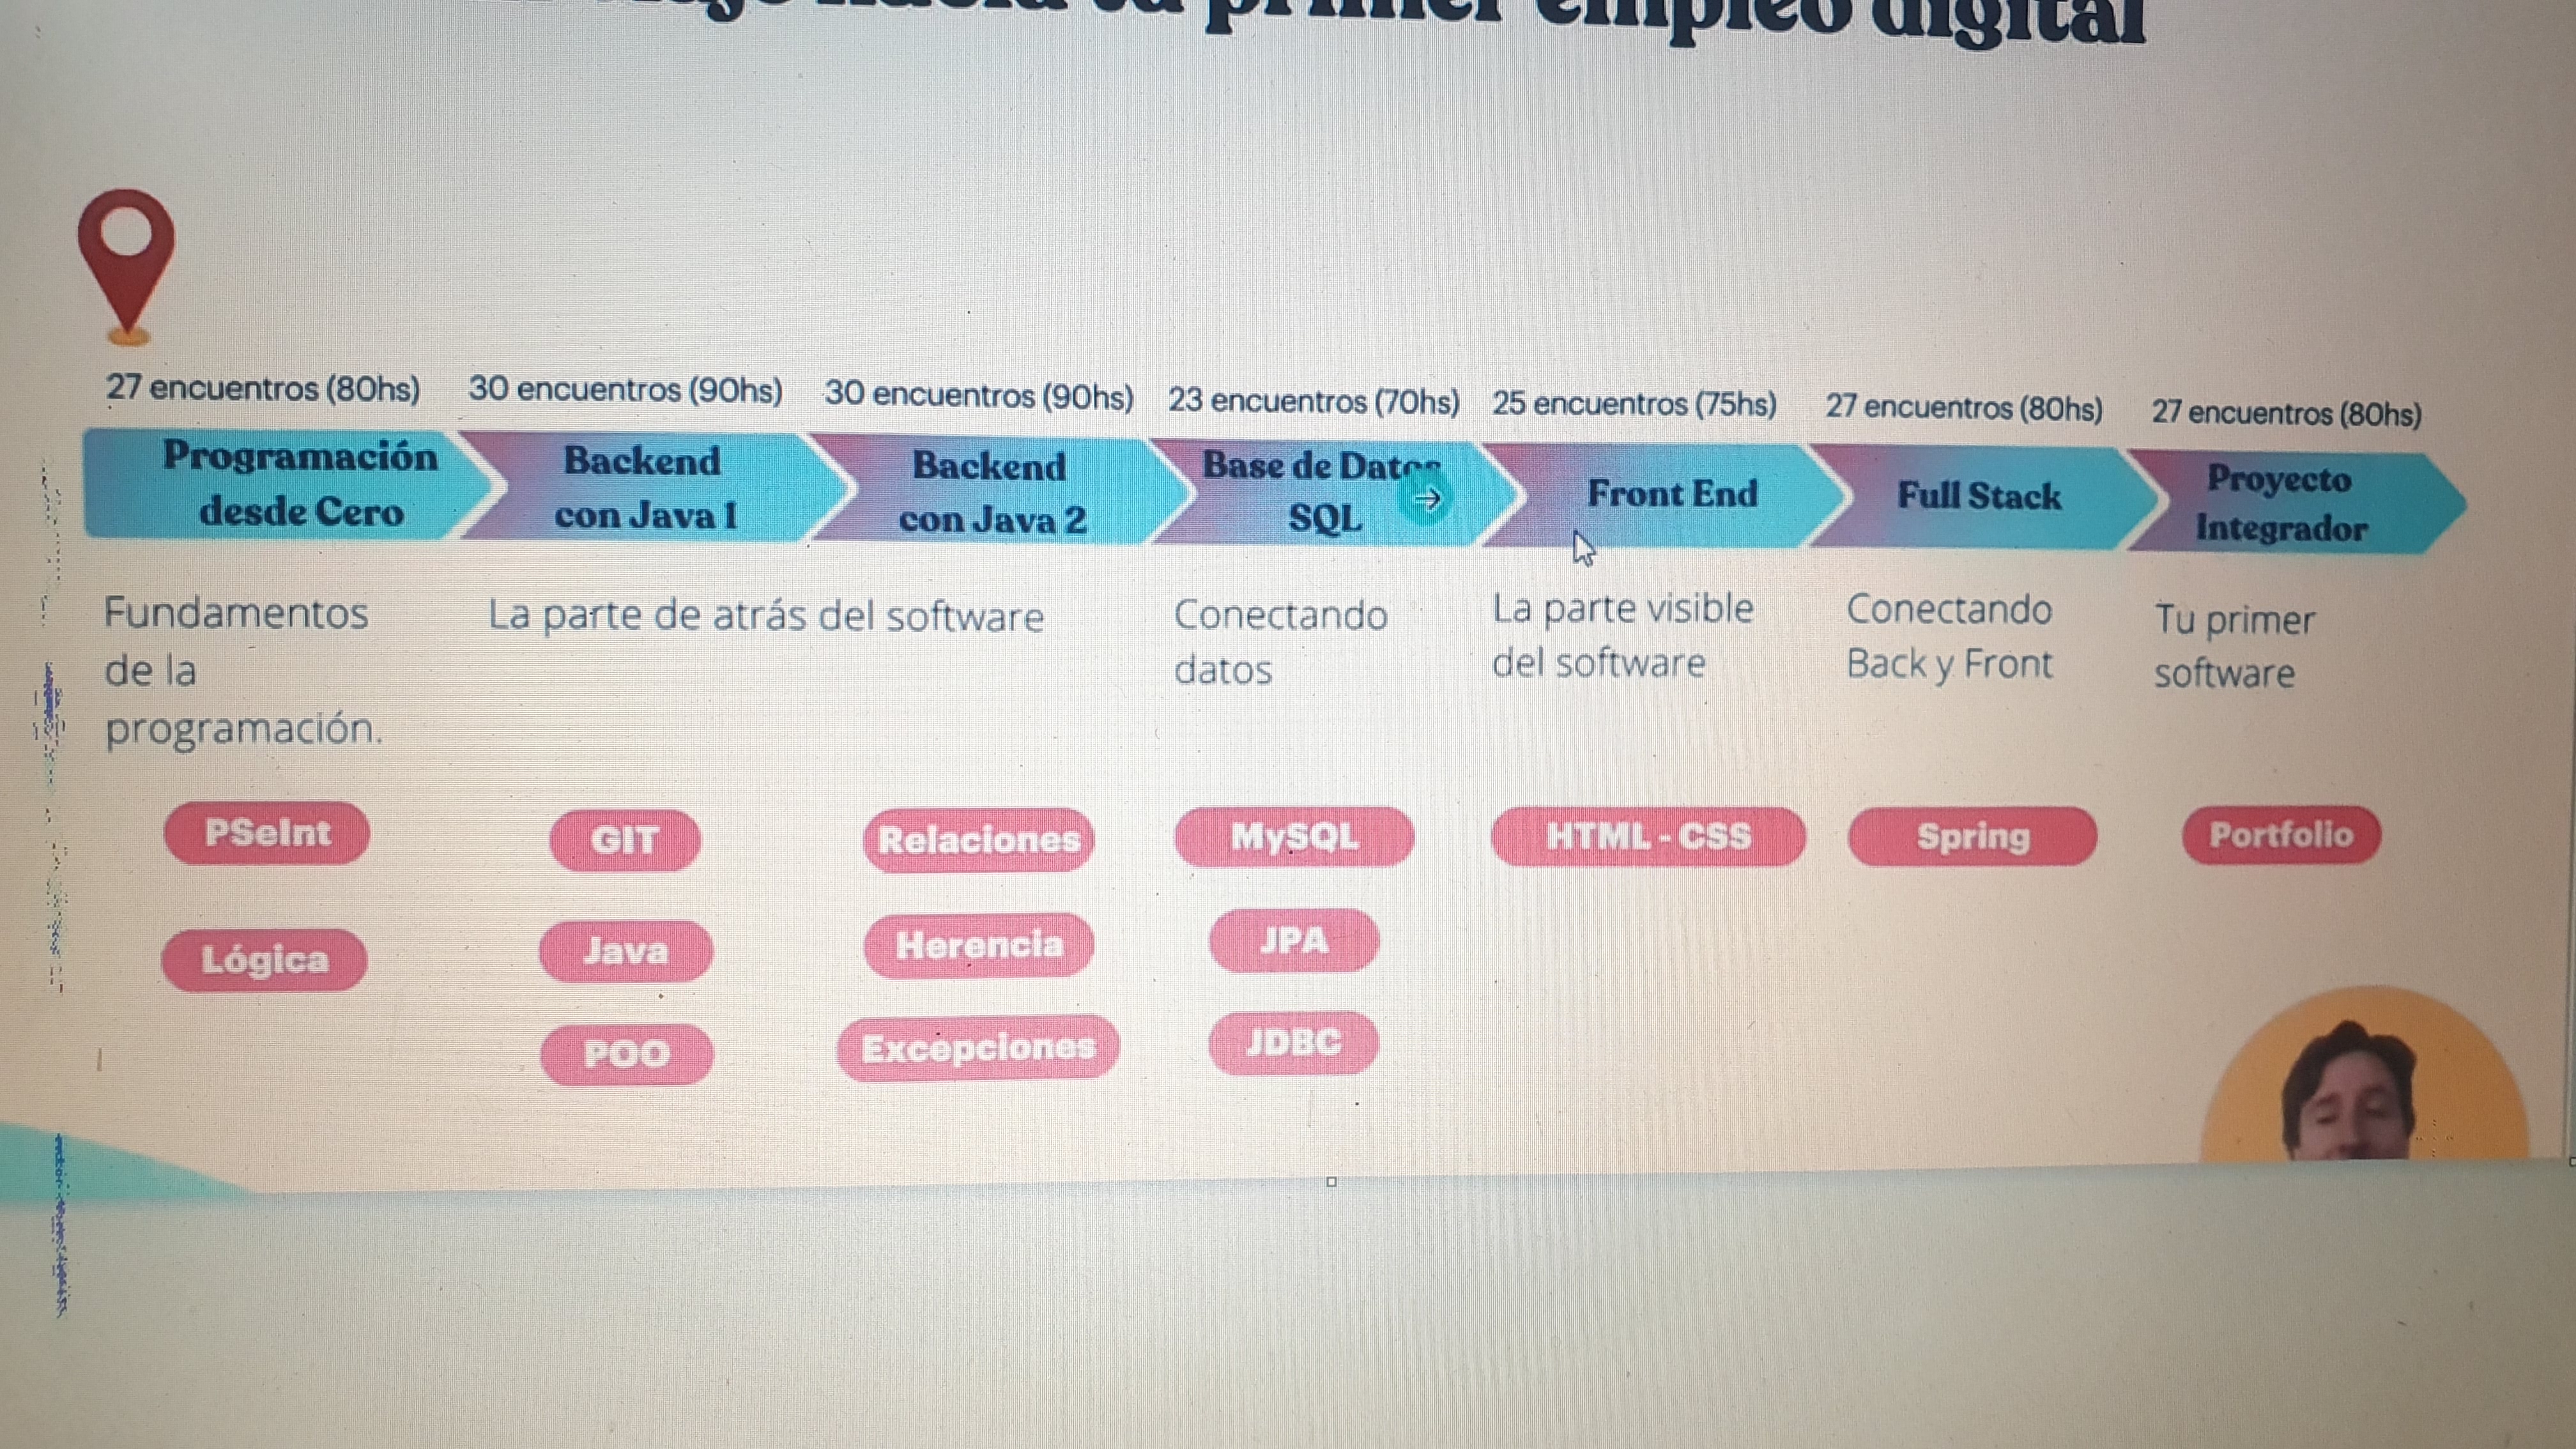 primer empleo digital
27 encuentros (80hs)
30 encuentros (90hs)
30 encuentros (90hs)
23 encuentros (70hs)
25 encuentros (75hs)
27 encuentros (80hs)
27 encuentros (80hs)
Programación
desde Cero
Backend
con Java 1
Backend
con Java 2
Base de Datos
SQL
Front End
Full Stack
Proyecto
Integrador
Fundamentos
de la
programación.
La parte de atrás del software
Conectando
datos
La parte visible
del software
Conectando
Back y Front
Tu primer
software
PSeInt
Lógica
GIT
Java
POO
Relaciones
Herencia
Excepciones
MySQL
JPA
JDBC
HTML - CSS
Spring
Portfolio